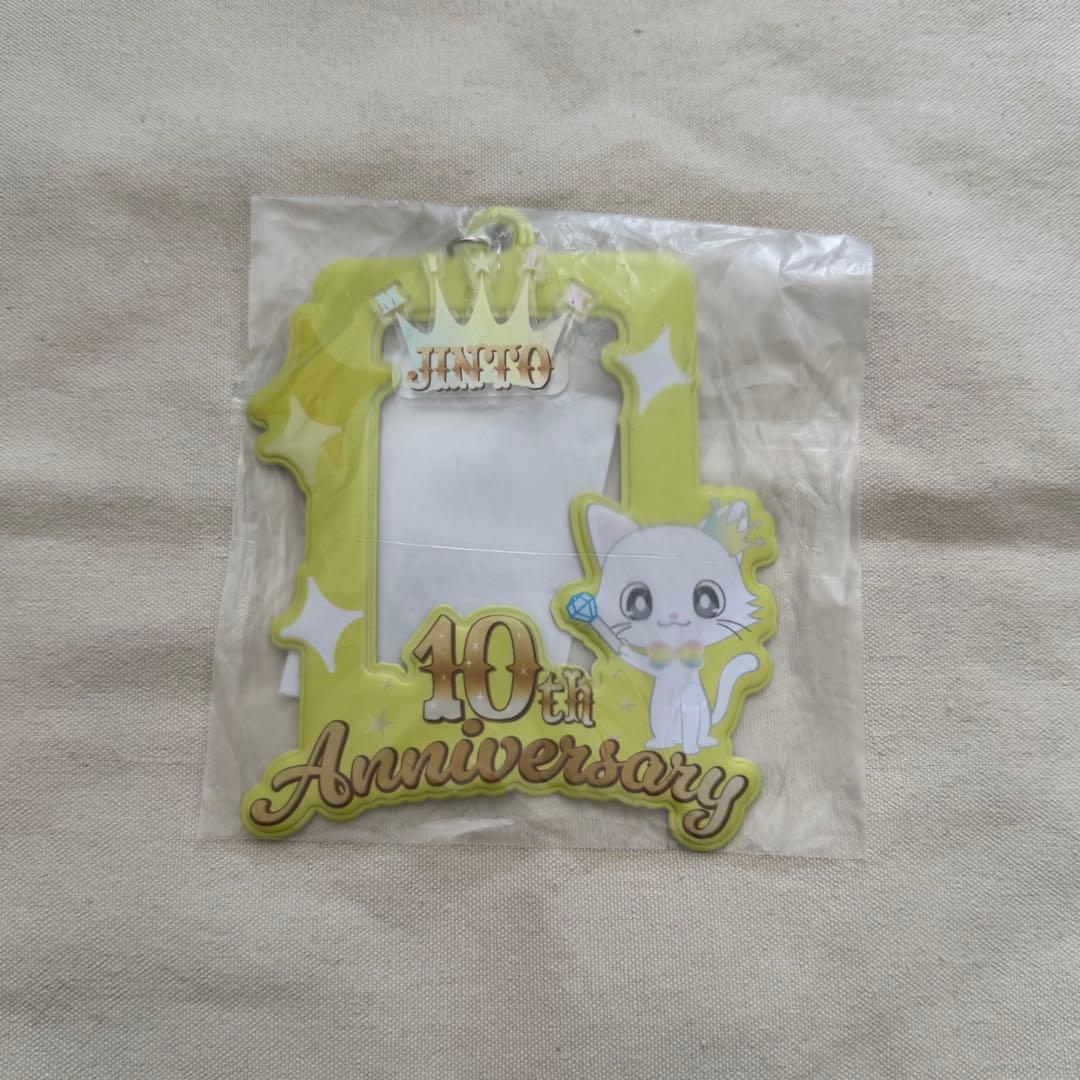 M I ★ L N
JINTO
10th
Anniversary